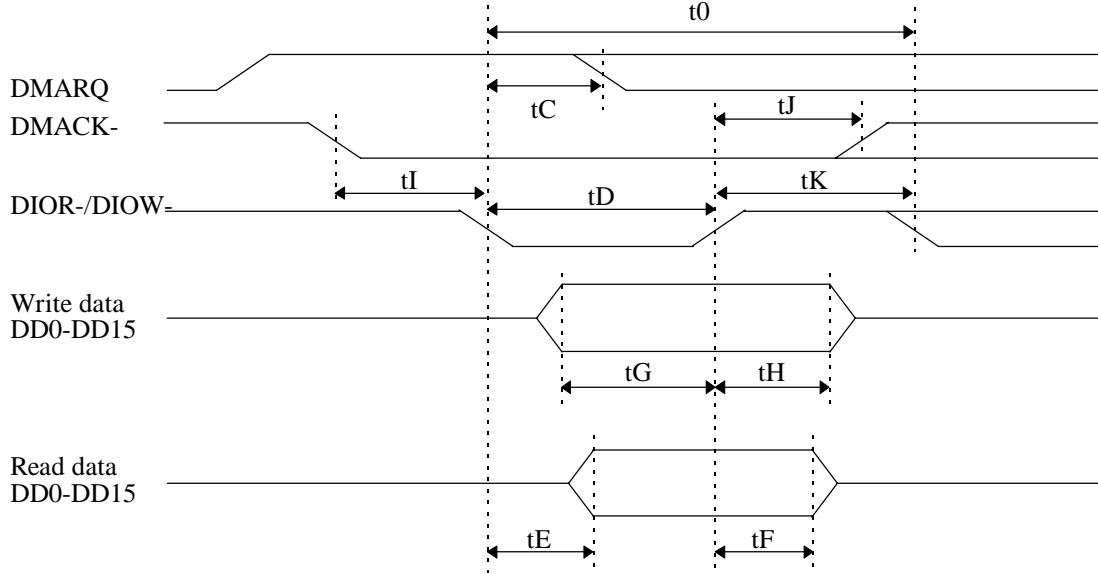 t0
DMARQ
tC
tJ
DMACK-
tI
tK
tD
DIOR-/DIOW-
Write data
DD0-DD15
tG
tH
Read data
DD0-DD15
tE
tF